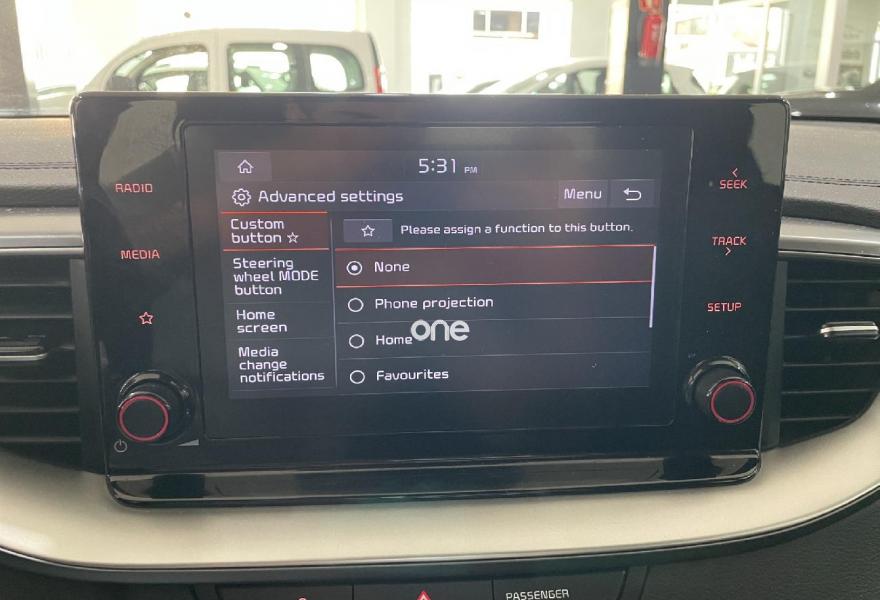 5:31 PM
Advanced settings
Menu
Custom
button ☆
Please assign a function to this button.
Steering
wheel MODE
button
None
Phone projection
Home
screen
Home
Media
change
notifications
Favourites
one
RADIO
MEDIA
< SEEK
TRACK >
SETUP
PASSENGER